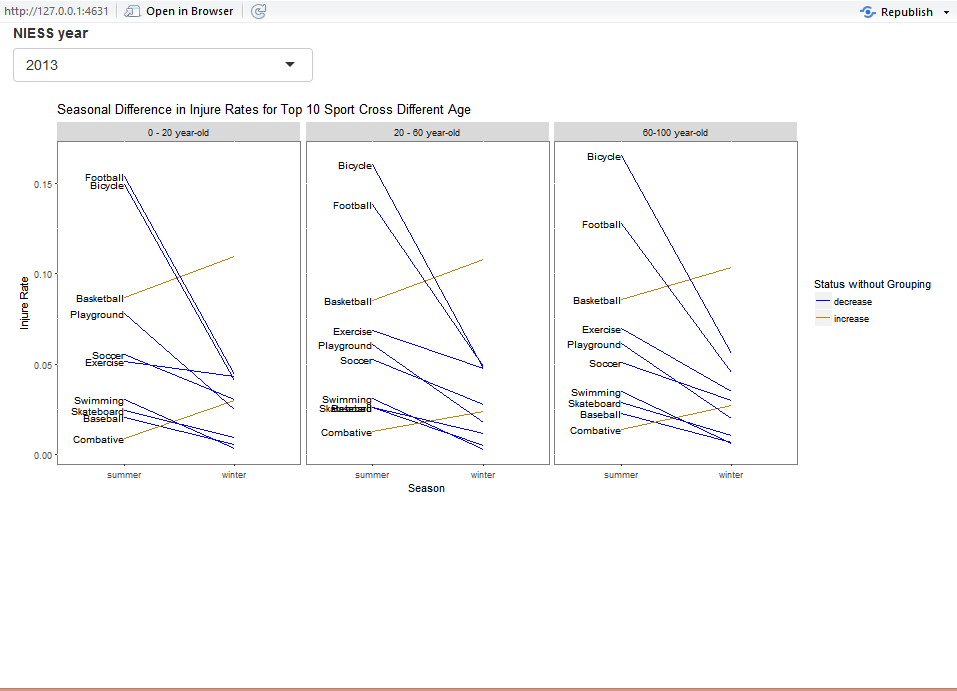 http://127.0.0.1:4631 Open in Browser Republish
NIESS year
2013
Seasonal Difference in Injure Rates for Top 10 Sport Cross Different Age
0 - 20 year-old
20 - 60 year-old
60-100 year-old
Injure Rate
0.15
0.10
0.05
0.00
Football
Bicycle
Basketball
Playground
Soccer
Exercise
Swimming
Skateboard
Baseball
Combative
Bicycle
Football
Basketball
Exercise
Playground
Soccer
Swimming
Skateboard
Baseball
Combative
Bicycle
Football
Basketball
Exercise
Playground
Soccer
Swimming
Skateboard
Baseball
Combative
summer winter
summer winter
summer winter
Season
Status without Grouping
decrease
increase